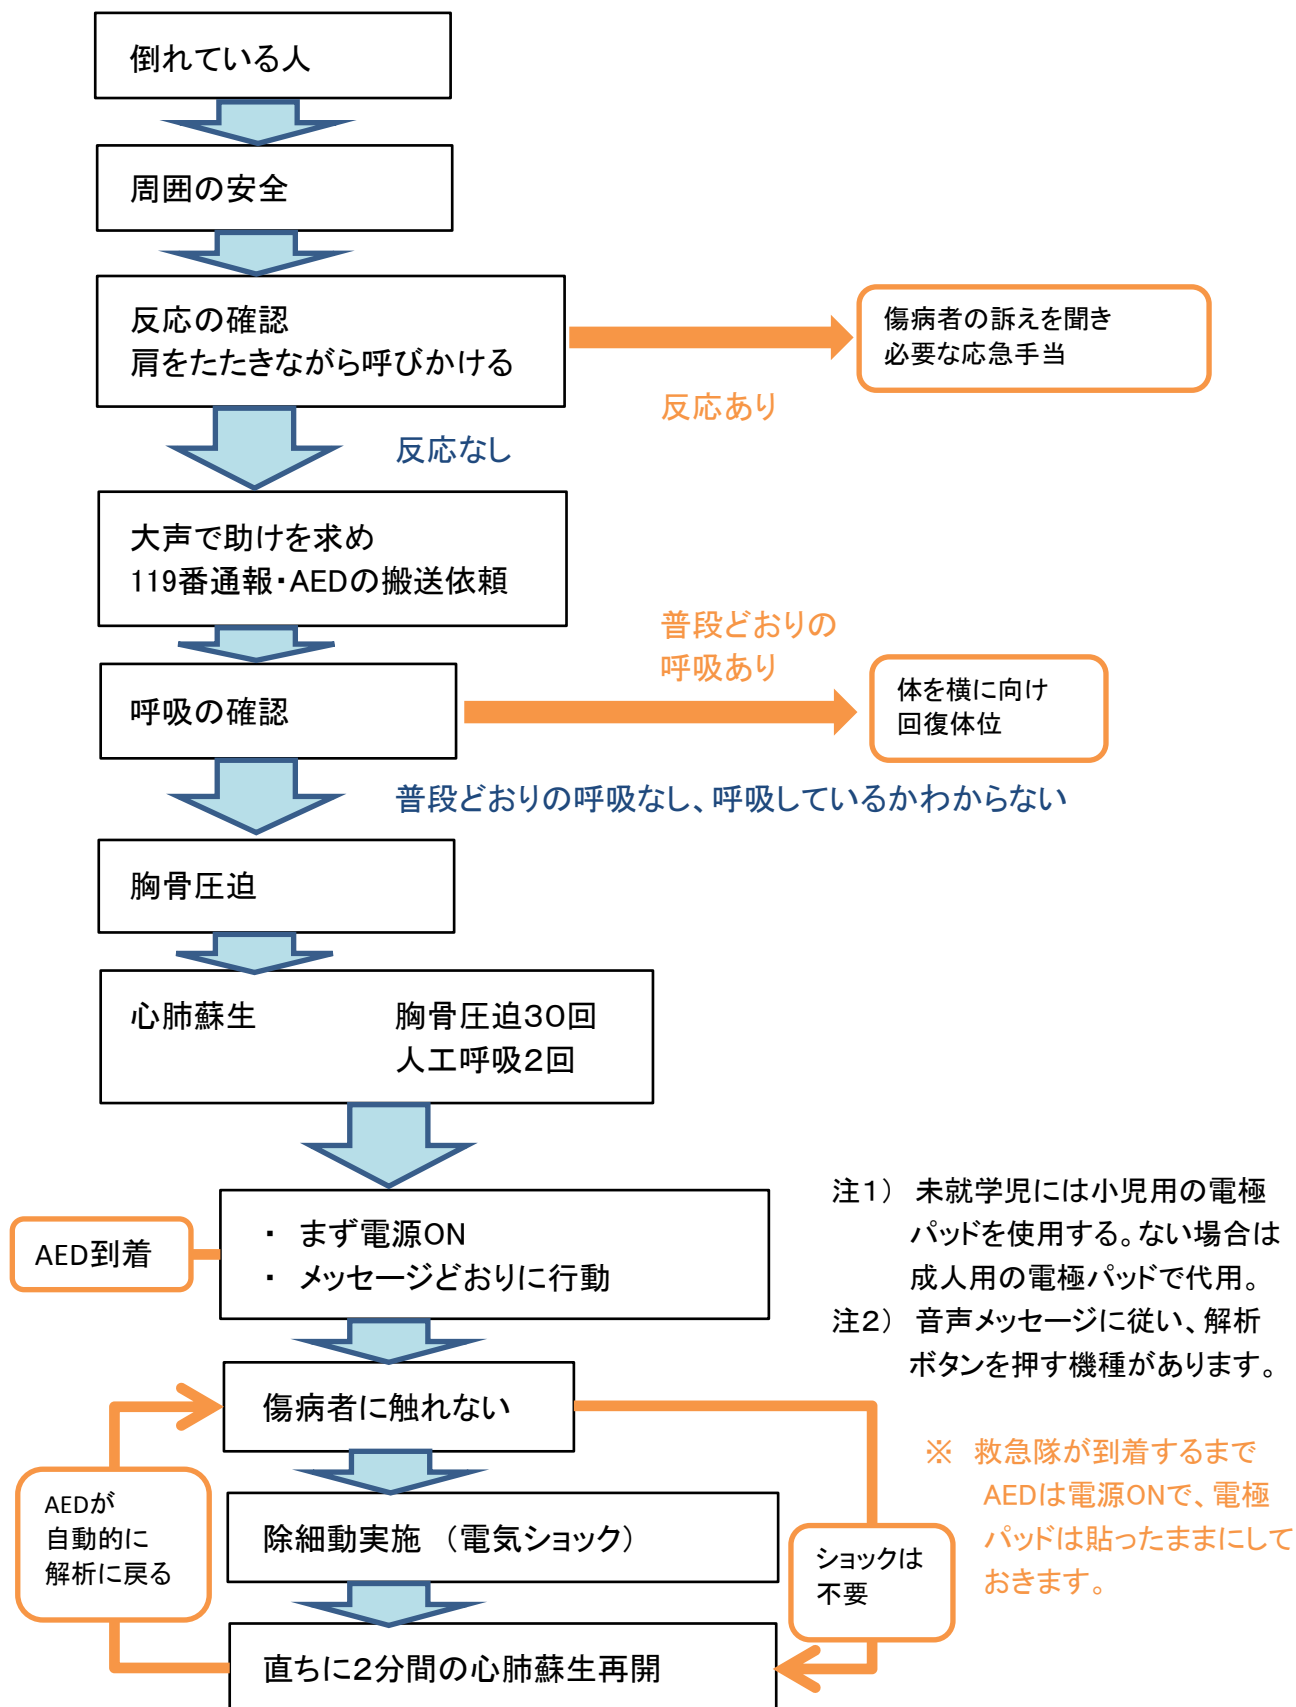 倒れている人
周囲の安全
反応の確認
肩をたたきながら呼びかける
傷病者の訴えを聞き
必要な応急手当
反応あり
反応なし
大声で助けを求め
119番通報・AEDの搬送依頼
普段どおりの
呼吸あり
呼吸の確認
体を横に向け
回復体位
普段どおりの呼吸なし、呼吸しているかわからない
胸骨圧迫
心肺蘇生 胸骨圧迫30回
人工呼吸2回
AED到着
・ まず電源ON
・ メッセージどおりに行動
注1) 未就学児には小児用の電極
パッドを使用する。ない場合は
成人用の電極パッドで代用。
注2) 音声メッセージに従い、解析
ボタンを押す機種があります。
傷病者に触れない
※ 救急隊が到着するまで
AEDは電源ONで、電極
パッドは貼ったままにして
おきます。
AEDが
自動的に
解析に戻る
除細動実施 (電気ショック)
ショックは
不要
直ちに2分間の心肺蘇生再開